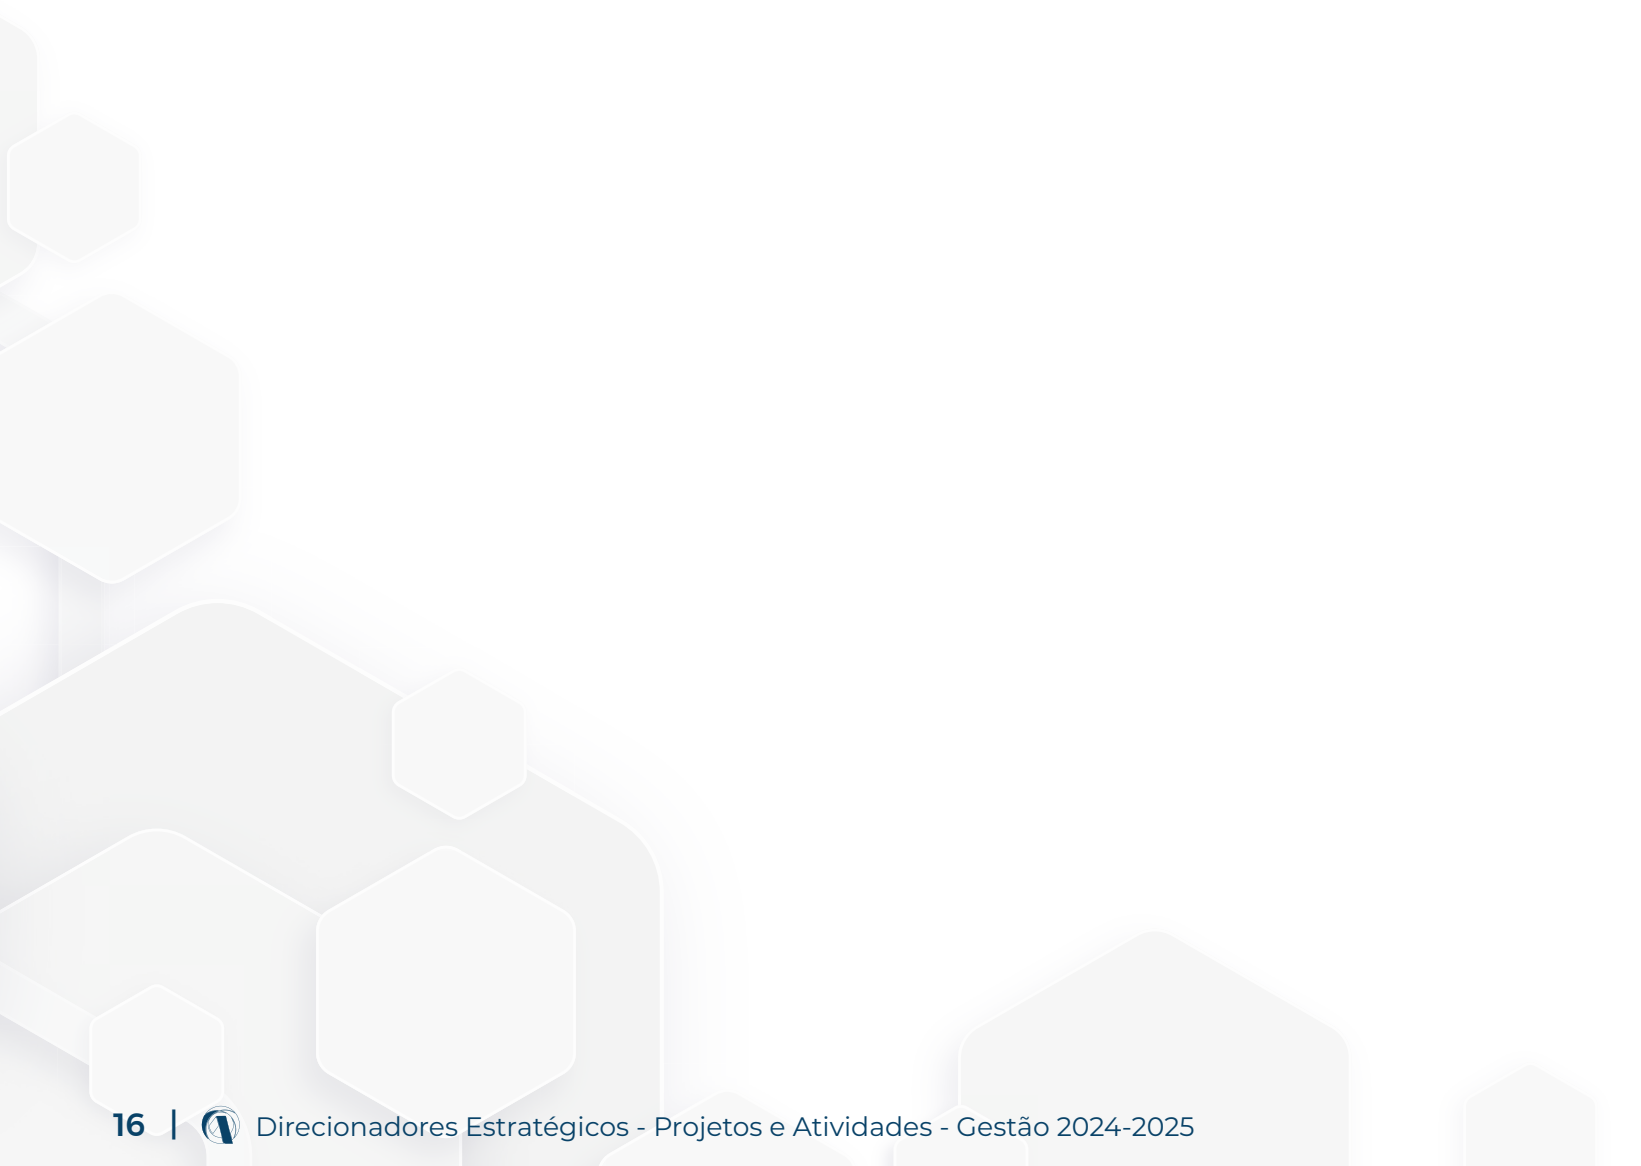 16 | Direcionadores Estratégicos - Projetos e Atividades - Gestão 2024-2025